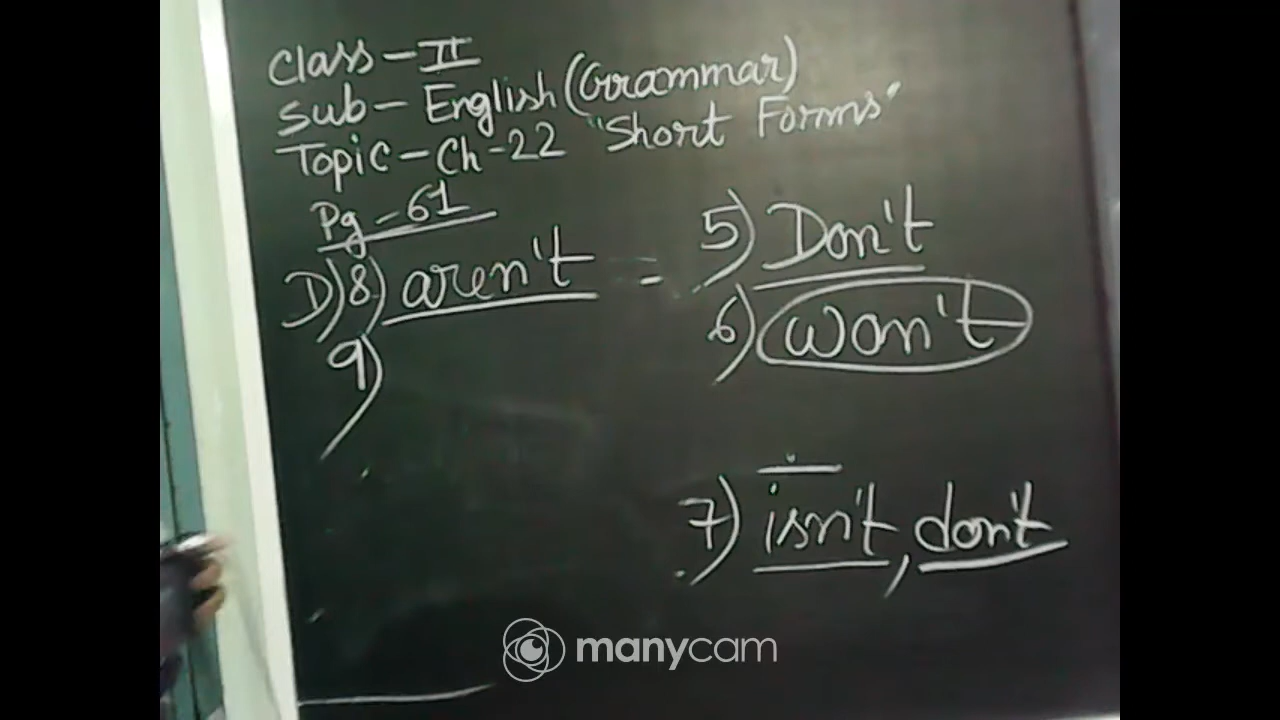 Class - II
Sub - English (Grammar)
Topic - Ch - 22 "Short Forms"
Pg - 61
D) 8) aren't =
9)
5) Don't
6) won't
7) isn't, don't
manycam